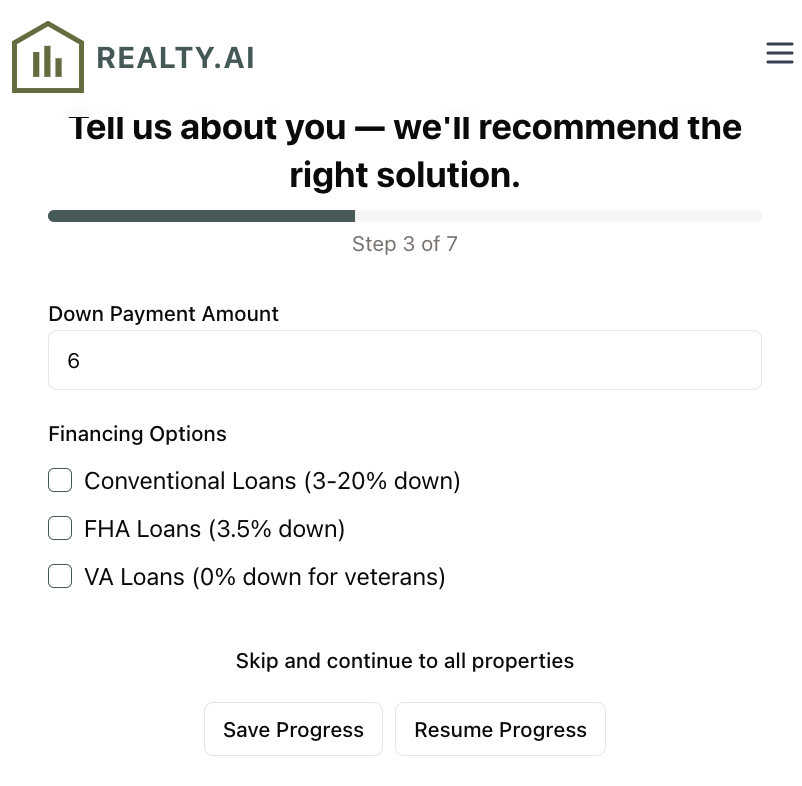 REALTY.AI
Tell us about you — we'll recommend the
right solution.
Step 3 of 7
Down Payment Amount
6
Financing Options
Conventional Loans (3-20% down)
FHA Loans (3.5% down)
VA Loans (0% down for veterans)
Skip and continue to all properties
Save Progress
Resume Progress